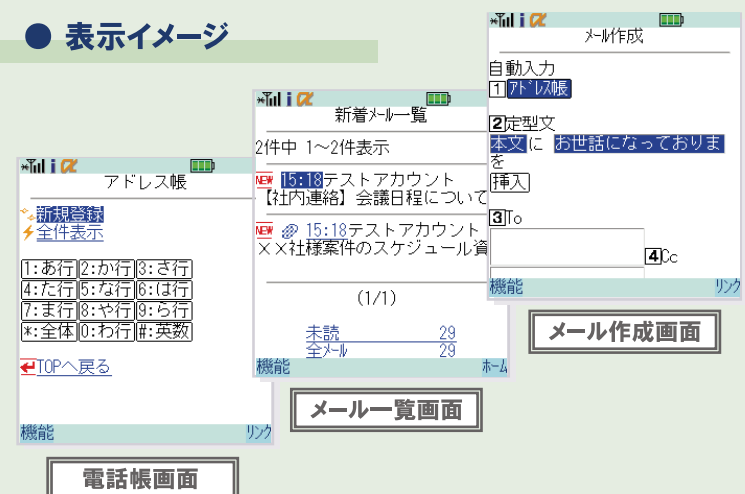 ● 表示イメージ
アドレス帳
新規登録
全件表示
1:あ行 2:か行 3:さ行
4:た行 5:な行 6:は行
7:ま行 8:や行 9:ら行
*:全体 0:わ行 #:英数
TOPへ戻る
機能 リンク
電話帳画面
新着メール一覧
2件中 1～2件表示
NEW 15:18テストアカウント
【社内連絡】会議日程について
NEW 15:18テストアカウント
××社様案件のスケジュール資
(1/1)
未読 29
全メール 29
機能 ホーム
メール一覧画面
メール作成
自動入力
1 アドレス帳
2定型文
本文に お世話になっておりま
を
挿入
3To
4Cc
機能 リンク
メール作成画面